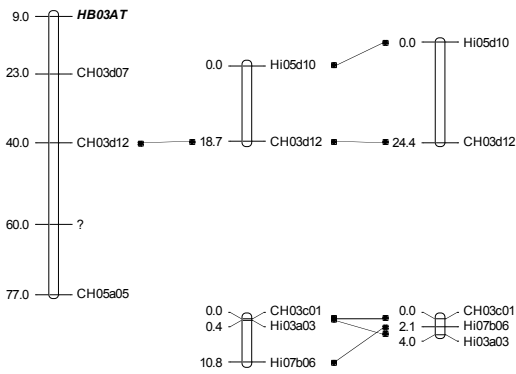 9.0 HB03AT
23.0 CH03d07
40.0 CH03d12
60.0 ?
77.0 CH05a05
0.0 Hi05d10
18.7 CH03d12
0.0 Hi05d10
24.4 CH03d12
0.0 CH03c01
0.4 Hi03a03
10.8 Hi07b06
0.0 CH03c01
2.1 Hi07b06
4.0 Hi03a03